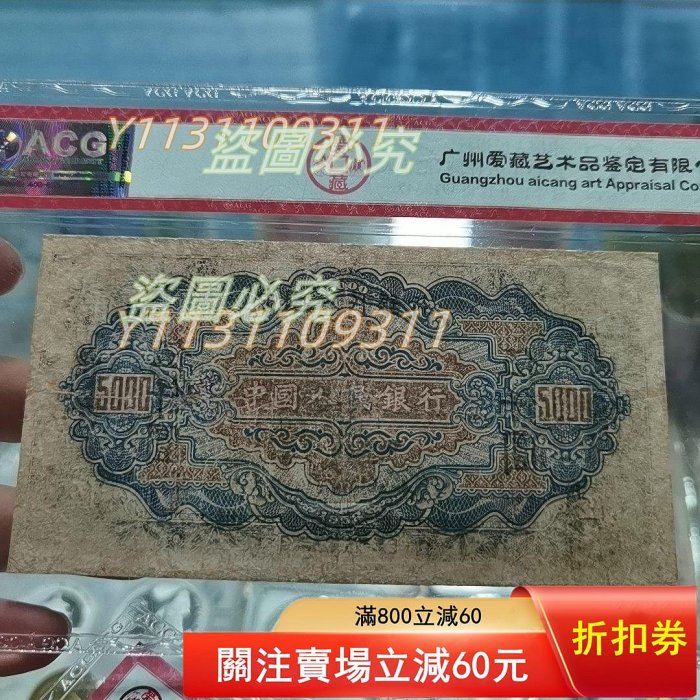 ACG
Y1131109311
盜圖必究
藏
广州爱藏艺术品鉴定有限
Guangzhou aicang art Appraisal Co
盜圖必究
Y1131109311
5000
中國人民銀行
5000
滿800立減60
關注賣場立減60元
折扣券